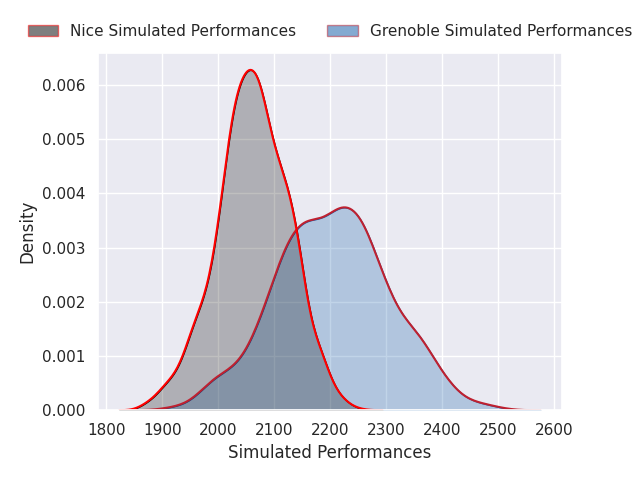 Nice Simulated Performances
Grenoble Simulated Performances
0.006
0.005
0.004
0.003
0.002
0.001
0.000
Density
1800 1900 2000 2100 2200 2300 2400 2500 2600
Simulated Performances